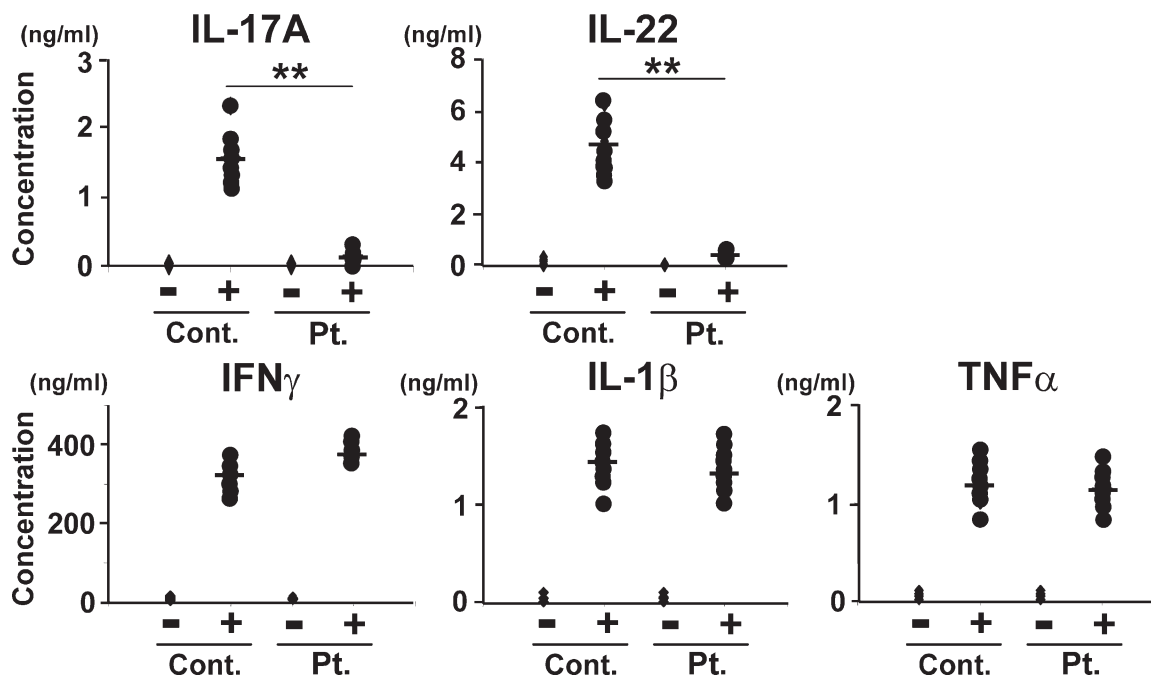 IL-17A
(ng/ml)
3
2
1
0
Concentration
**
- + - +
Cont. Pt.
IL-22
(ng/ml)
8
6
4
2
0
**
- + - +
Cont. Pt.
IFNγ
(ng/ml)
400
200
0
Concentration
- + - +
Cont. Pt.
IL-1β
(ng/ml)
2
1
0
- + - +
Cont. Pt.
TNFα
(ng/ml)
2
1
0
- + - +
Cont. Pt.